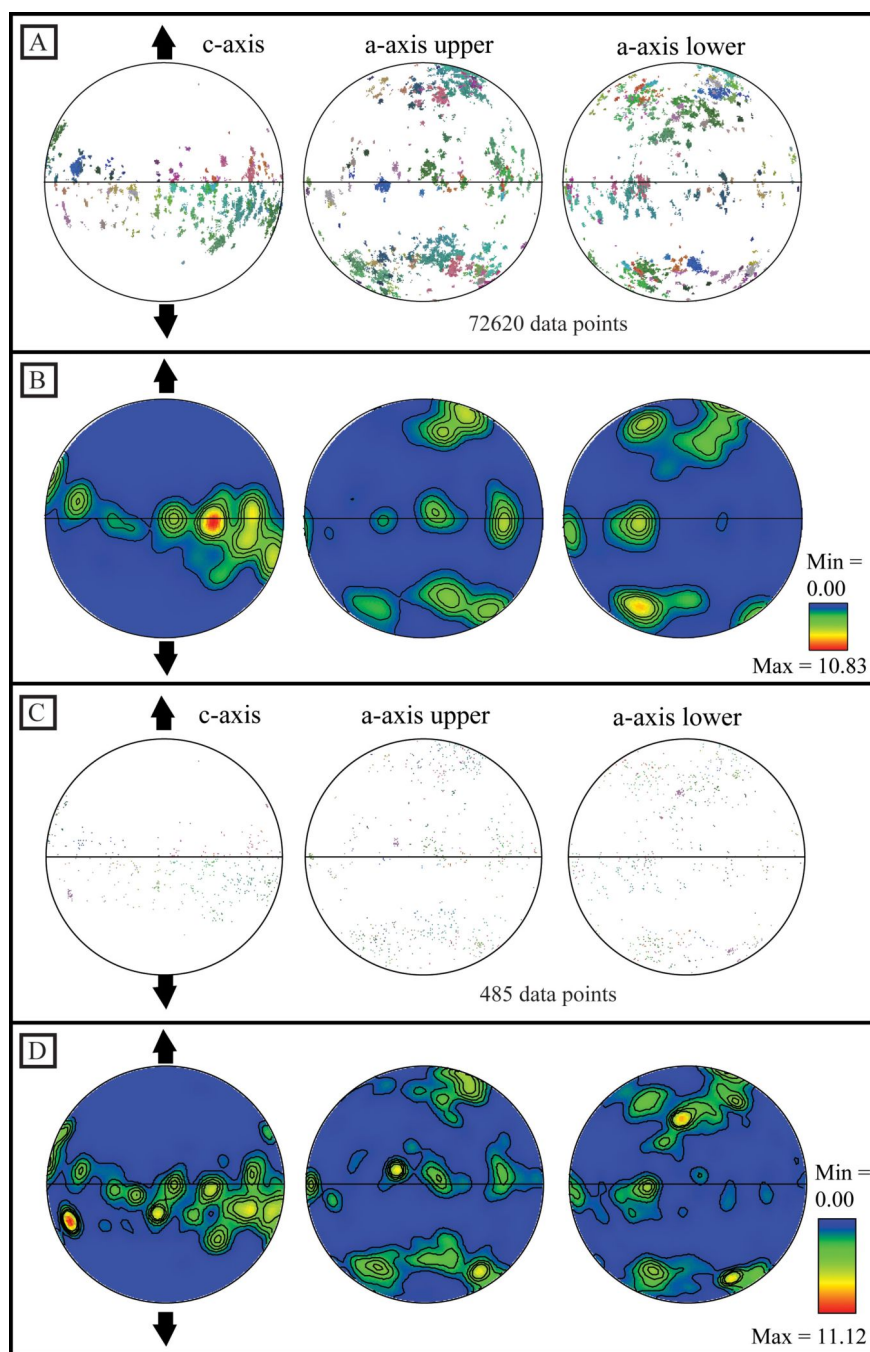 A
c-axis
a-axis upper
a-axis lower
72620 data points
B
Min =
0.00
Max = 10.83
C
c-axis
a-axis upper
a-axis lower
485 data points
D
Min =
0.00
Max = 11.12